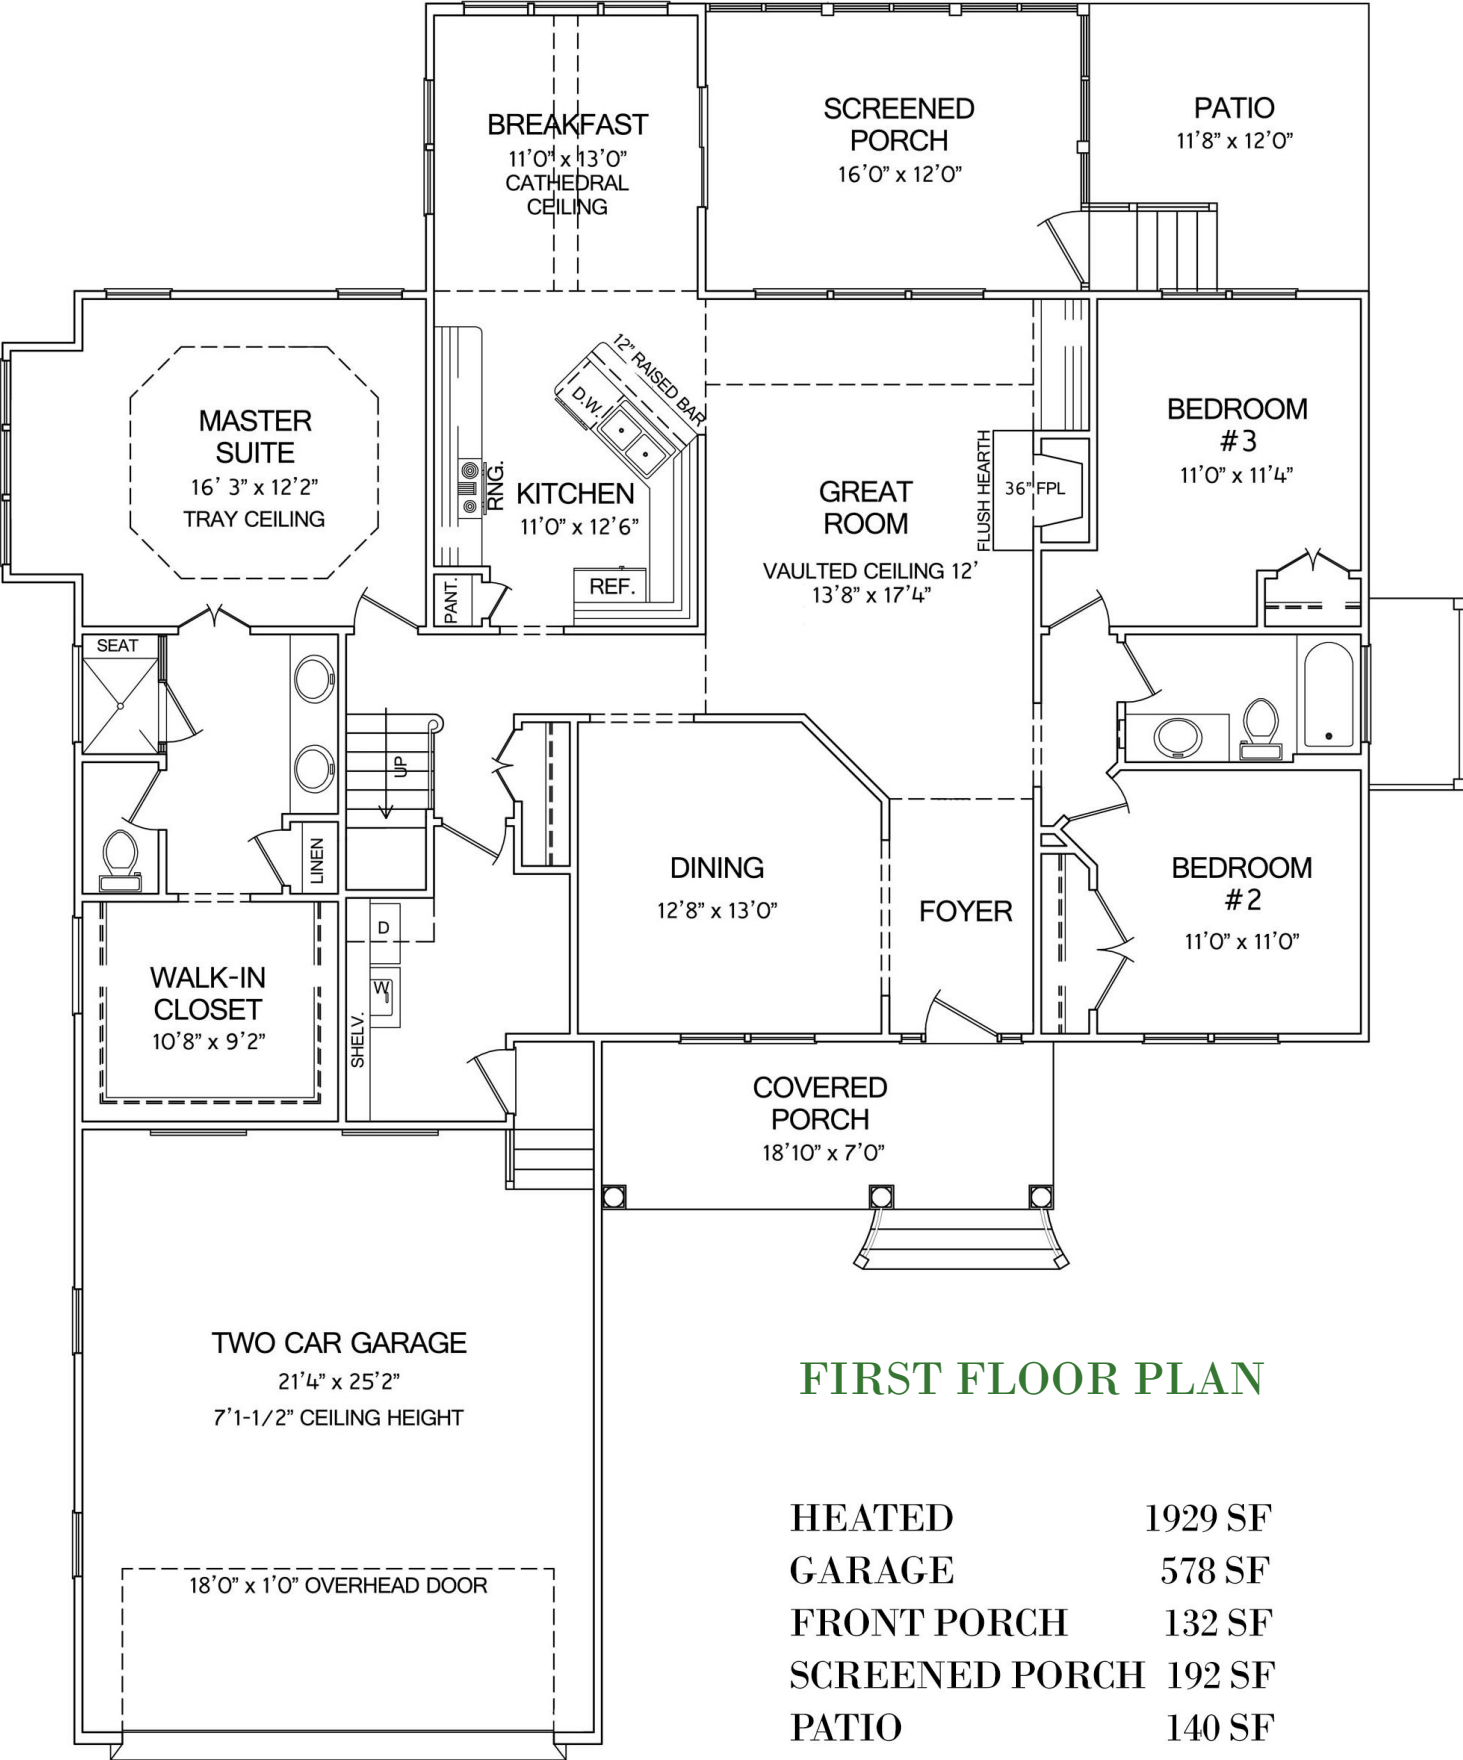 BREAKFAST
11'0" x 13'0"
CATHEDRAL
CEILING
SCREENED
PORCH
16'0" x 12'0"
PATIO
11'8" x 12'0"
MASTER
SUITE
16' 3" x 12'2"
TRAY CEILING
12" RAISED BAR
D.W.
RNG.
KITCHEN
11'0" x 12'6"
REF.
PANT.
GREAT
ROOM
VAULTED CEILING 12'
13'8" x 17'4"
FLUSH HEARTH
36" FPL
BEDROOM
#3
11'0" x 11'4"
SEAT
UP
LINEN
DINING
12'8" x 13'0"
FOYER
BEDROOM
#2
11'0" x 11'0"
WALK-IN
CLOSET
10'8" x 9'2"
D
W
SHELV.
COVERED
PORCH
18'10" x 7'0"
TWO CAR GARAGE
21'4" x 25'2"
7'1-1/2" CEILING HEIGHT
18'0" x 1'0" OVERHEAD DOOR
FIRST FLOOR PLAN
HEATED 1929 SF
GARAGE 578 SF
FRONT PORCH 132 SF
SCREENED PORCH 192 SF
PATIO 140 SF